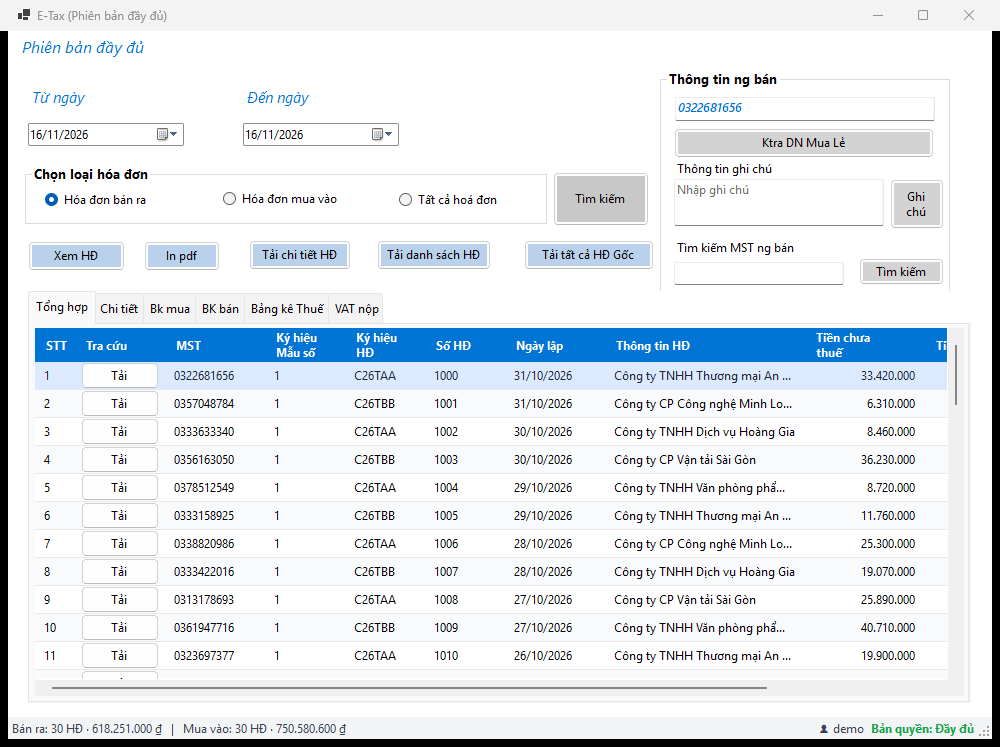 E-Tax (Phiên bản đầy đủ)
Phiên bản đầy đủ
Từ ngày
Đến ngày
16/11/2026
16/11/2026
Chọn loại hóa đơn
Hóa đơn bán ra
Hóa đơn mua vào
Tất cả hoá đơn
Tìm kiếm
Thông tin ng bán
0322681656
Ktra DN Mua Lẻ
Thông tin ghi chú
Nhập ghi chú
Ghi
chú
Tìm kiếm MST ng bán
Tìm kiếm
Xem HĐ
In pdf
Tải chi tiết HĐ
Tải danh sách HĐ
Tải tất cả HĐ Gốc
Tổng hợp
Chi tiết
Bk mua
BK bán
Bảng kê Thuế
VAT nộp
STT Tra cứu MST Ký hiệu Mẫu số Ký hiệu HĐ Số HĐ Ngày lập Thông tin HĐ Tiền chưa thuế
1 Tải 0322681656 1 C26TAA 1000 31/10/2026 Công ty TNHH Thương mại An ... 33.420.000
2 Tải 0357048784 1 C26TBB 1001 31/10/2026 Công ty CP Công nghệ Minh Lo... 6.310.000
3 Tải 0333633340 1 C26TAA 1002 30/10/2026 Công ty TNHH Dịch vụ Hoàng Gia 8.460.000
4 Tải 0356163050 1 C26TBB 1003 30/10/2026 Công ty CP Vận tải Sài Gòn 36.230.000
5 Tải 0378512549 1 C26TAA 1004 29/10/2026 Công ty TNHH Văn phòng phẩ... 8.720.000
6 Tải 0333158925 1 C26TBB 1005 29/10/2026 Công ty TNHH Thương mại An ... 11.760.000
7 Tải 0338820986 1 C26TAA 1006 28/10/2026 Công ty CP Công nghệ Minh Lo... 25.300.000
8 Tải 0333422016 1 C26TBB 1007 28/10/2026 Công ty TNHH Dịch vụ Hoàng Gia 19.070.000
9 Tải 0313178693 1 C26TAA 1008 27/10/2026 Công ty CP Vận tải Sài Gòn 25.890.000
10 Tải 0361947716 1 C26TBB 1009 27/10/2026 Công ty TNHH Văn phòng phẩ... 40.710.000
11 Tải 0323697377 1 C26TAA 1010 26/10/2026 Công ty TNHH Thương mại An ... 19.900.000
Bán ra: 30 HĐ · 618.251.000 ₫ | Mua vào: 30 HĐ · 750.580.600 ₫
demo Bản quyền: Đầy đủ